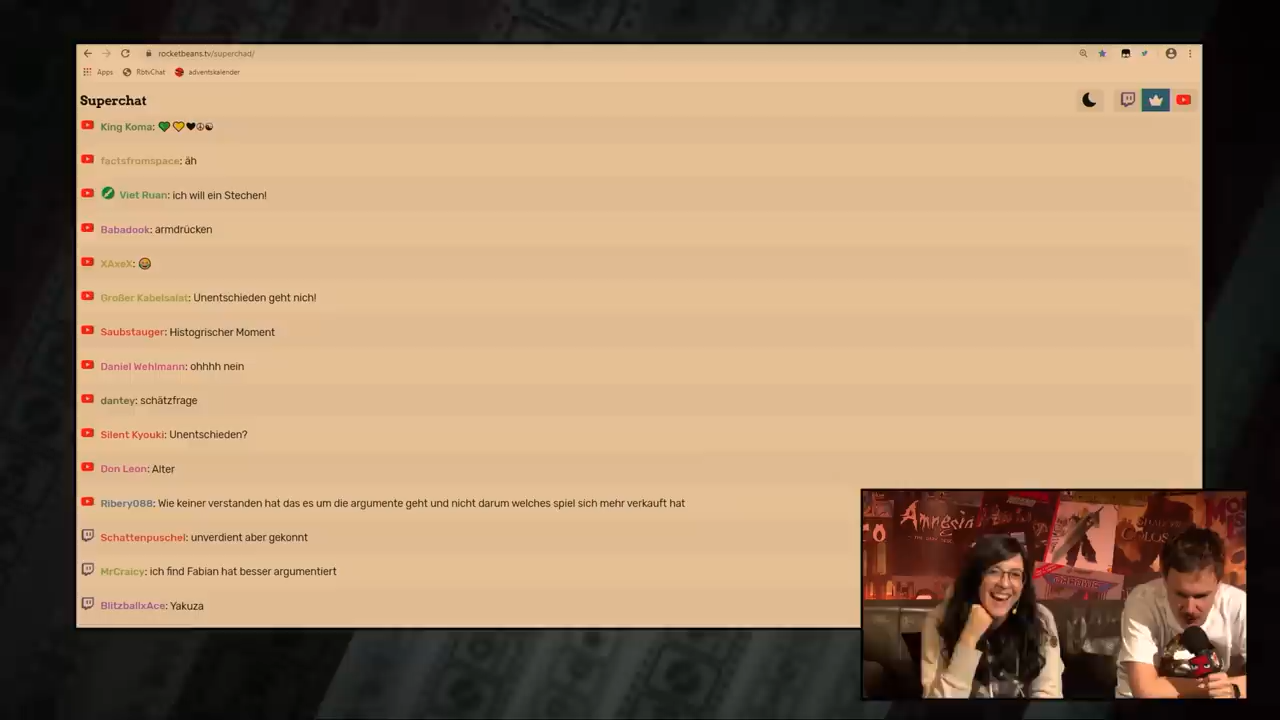 rocketbeans.tv/superchad/
Apps RbtvChat adventskalender
Superchat
King Koma: 💚💛🖤☮☯
factsfromspace: äh
Viet Ruan: ich will ein Stechen!
Babadook: armdrücken
XAxeX: 😂
Großer Kabelsalat: Unentschieden geht nich!
Saubstauger: Histogrischer Moment
Daniel Wehlmann: ohhhh nein
dantey: schätzfrage
Silent Kyouki: Unentschieden?
Don Leon: Alter
Ribery088: Wie keiner verstanden hat das es um die argumente geht und nicht darum welches spiel sich mehr verkauft hat
Schattenpuschel: unverdient aber gekonnt
MrCraicy: ich find Fabian hat besser argumentiert
BlitzballxAce: Yakuza
Amnesia